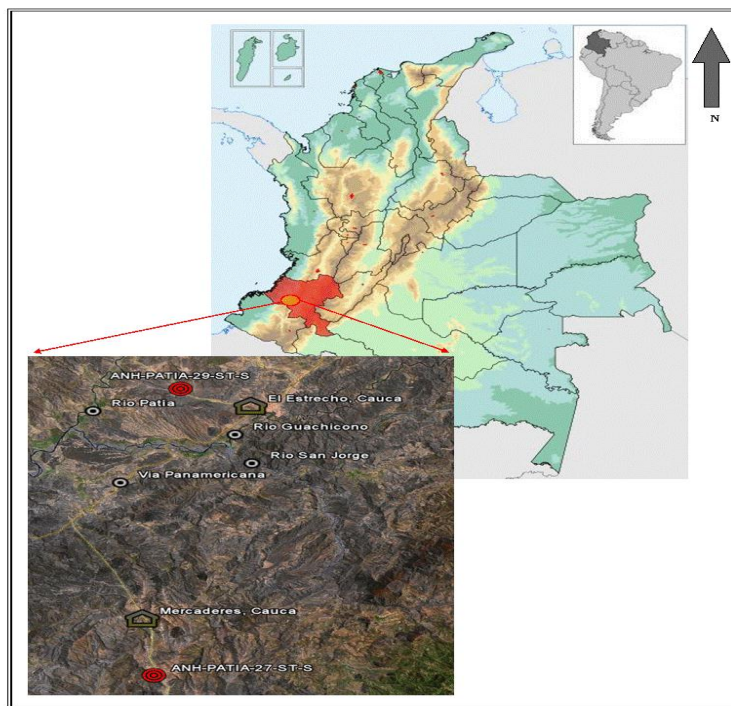 N
ANH-PATIA-29-ST-S
El Estrecho, Cauca
Rio Patia
Rio Guachicono
Rio San Jorge
Via Panamericana
Mercaderes, Cauca
ANH-PATIA-27-ST-S